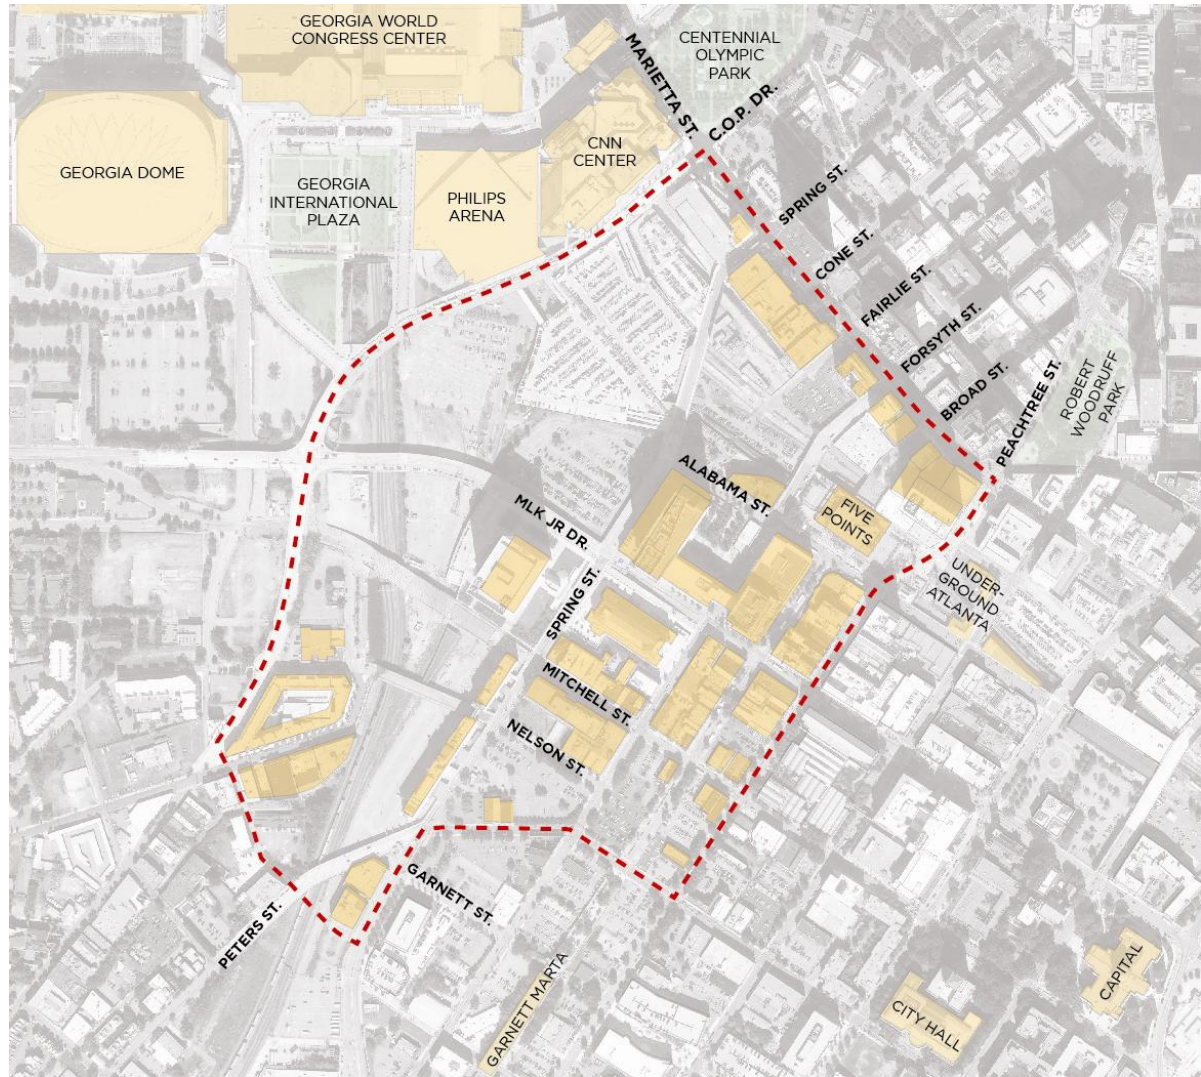 GEORGIA WORLD
CONGRESS CENTER
CENTENNIAL
OLYMPIC
PARK
MARIETTA ST.
C.O.P. DR.
CNN
CENTER
GEORGIA DOME
GEORGIA
INTERNATIONAL
PLAZA
PHILIPS
ARENA
SPRING ST.
CONE ST.
FAIRLIE ST.
FORSYTH ST.
BROAD ST.
PEACHTREE ST.
ROBERT
WOODRUFF
PARK
ALABAMA ST.
FIVE
POINTS
MLK JR DR.
UNDER-
GROUND
ATLANTA
SPRING ST.
MITCHELL ST.
NELSON ST.
GARNETT ST.
PETERS ST.
GARNETT MARTA
CITY HALL
CAPITAL